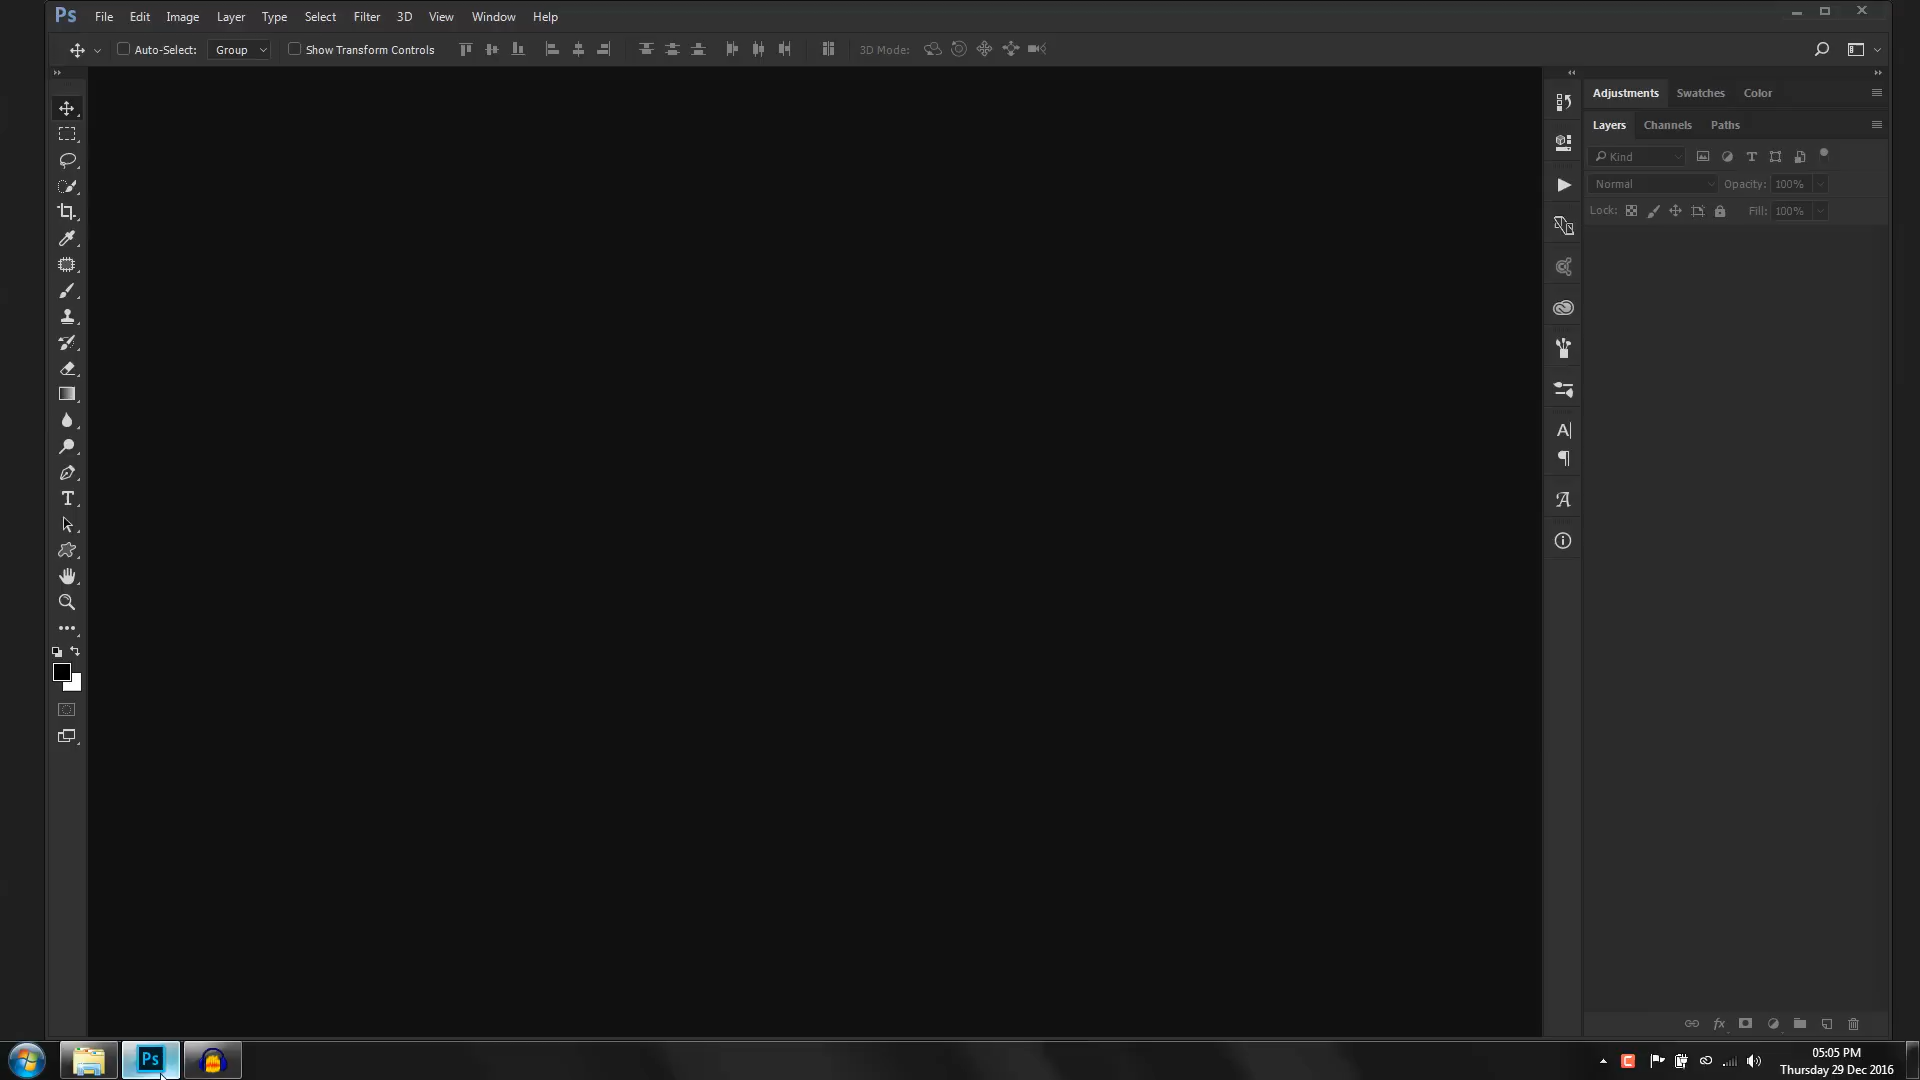 Ps File Edit Image Layer Type Select Filter 3D View Window Help
Auto-Select: Group Show Transform Controls 3D Mode:
Adjustments Swatches Color
Layers Channels Paths
Kind
Normal Opacity: 100%
Lock: Fill: 100%
Ps
05:05 PM
Thursday 29 Dec 2016